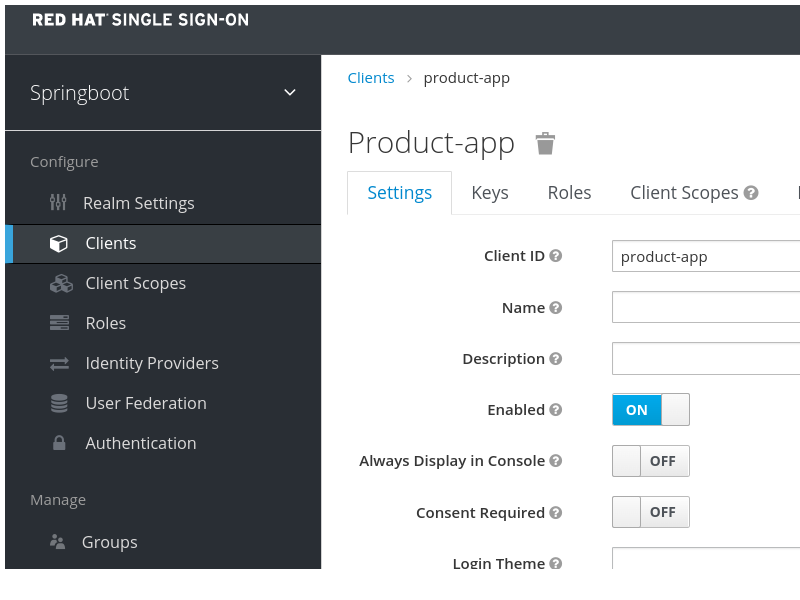 RED HAT SINGLE SIGN-ON
Springboot
Configure
Realm Settings
Clients
Client Scopes
Roles
Identity Providers
User Federation
Authentication
Manage
Groups
Clients > product-app
Product-app
Settings Keys Roles Client Scopes
Client ID product-app
Name
Description
Enabled ON
Always Display in Console OFF
Consent Required OFF
Login Theme